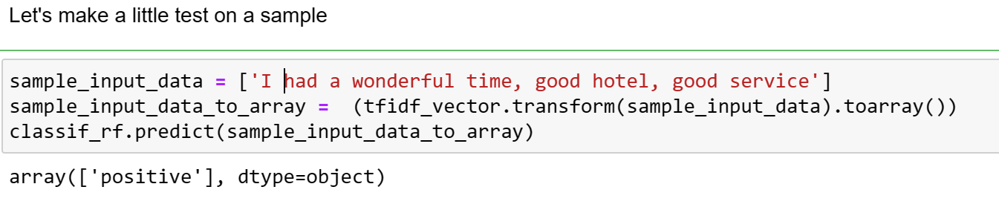 Let's make a little test on a sample
sample_input_data = ['I had a wonderful time, good hotel, good service']
sample_input_data_to_array =  (tfidf_vector.transform(sample_input_data).toarray())
classif_rf.predict(sample_input_data_to_array)
array(['positive'], dtype=object)